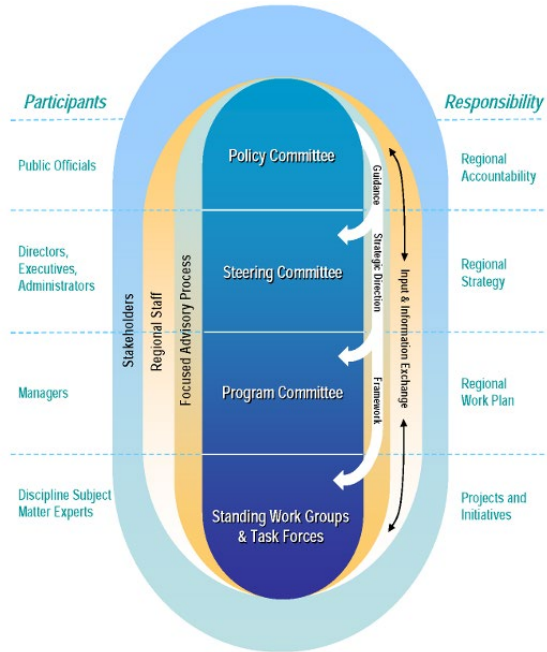 Participants
Responsibility
Public Officials
Policy Committee
Regional
Accountability
Guidance
Directors,
Executives,
Administrators
Steering Committee
Strategic Direction
Regional
Strategy
Stakeholders
Regional Staff
Focused Advisory Process
Input & Information Exchange
Managers
Program Committee
Framework
Regional
Work Plan
Discipline Subject
Matter Experts
Standing Work Groups
& Task Forces
Projects and
Initiatives